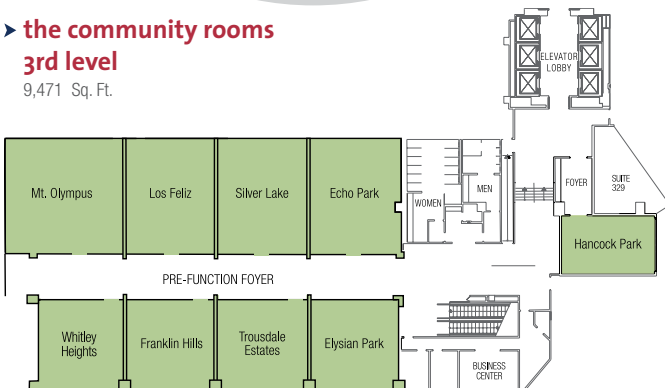 the community rooms
3rd level
9,471 Sq. Ft.
ELEVATOR
LOBBY
Mt. Olympus
Los Feliz
Silver Lake
Echo Park
WOMEN
MEN
FOYER
SUITE
329
Hancock Park
PRE-FUNCTION FOYER
Whitley
Heights
Franklin Hills
Trousdale
Estates
Elysian Park
BUSINESS
CENTER